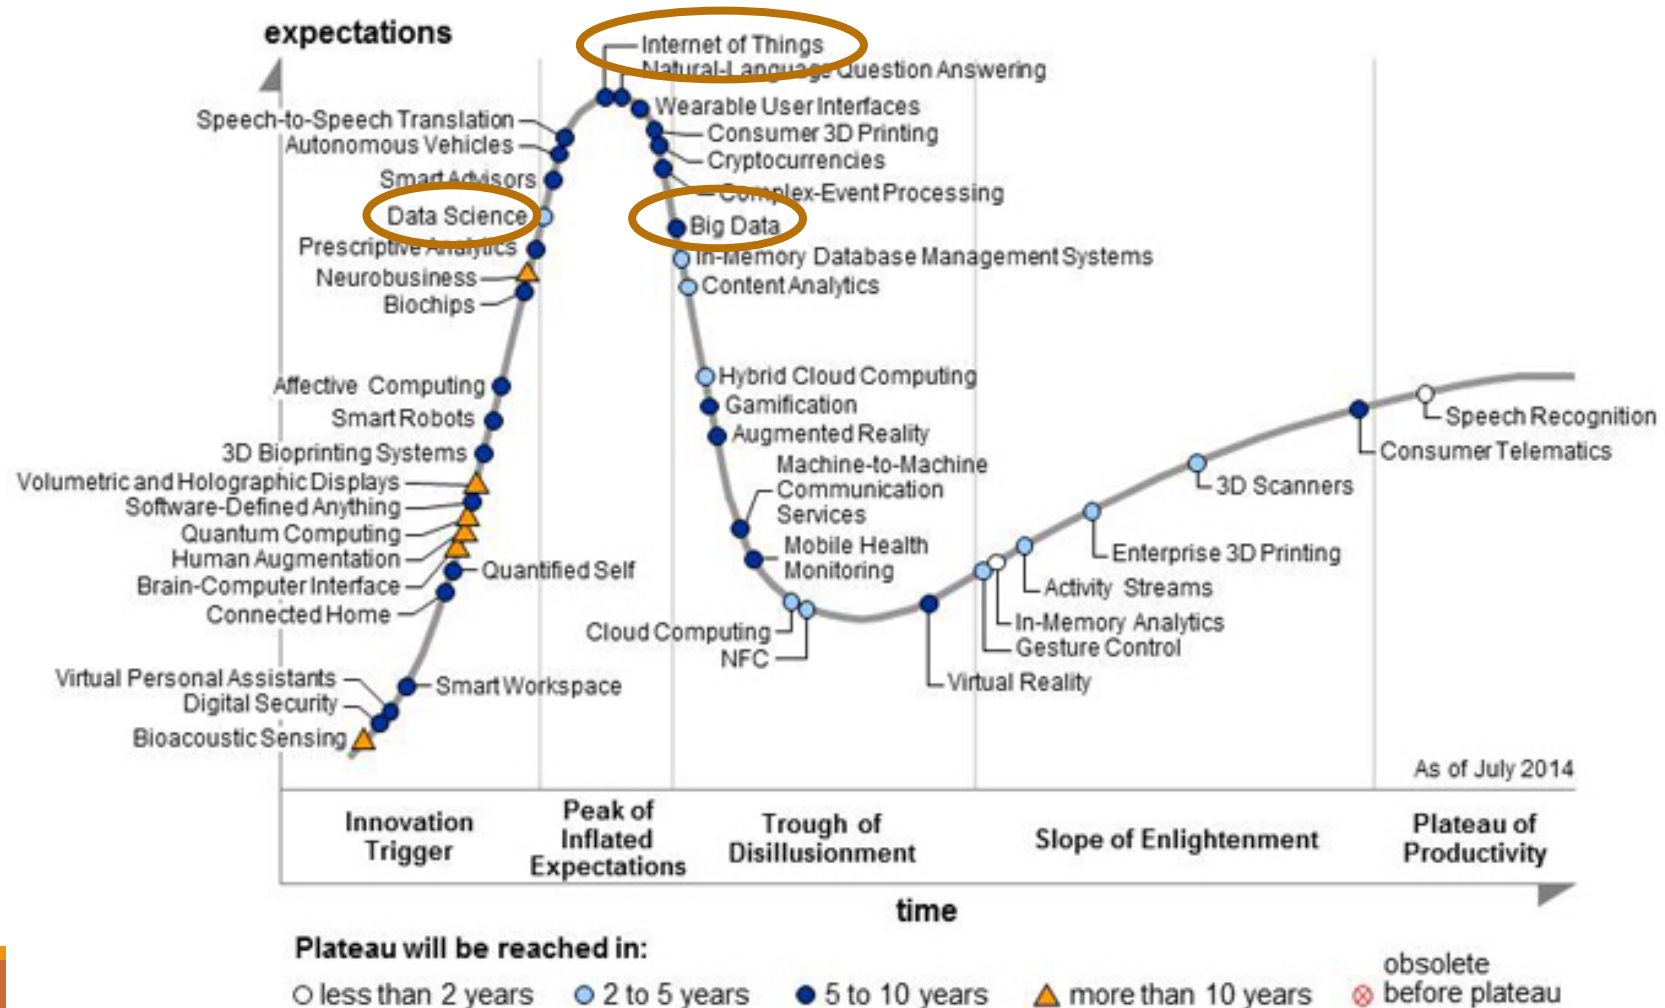 expectations
Internet of Things
Natural-Language Question Answering
Wearable User Interfaces
Speech-to-Speech Translation
Consumer 3D Printing
Autonomous Vehicles
Cryptocurrencies
Smart Advisors
Complex-Event Processing
Data Science
Big Data
Prescriptive Analytics
In-Memory Database Management Systems
Neurobusiness
Content Analytics
Biochips
Hybrid Cloud Computing
Affective Computing
Gamification
Smart Robots
Augmented Reality
3D Bioprinting Systems
Machine-to-Machine
Communication
Services
Volumetric and Holographic Displays
Software-Defined Anything
Quantum Computing
Human Augmentation
Mobile Health
Monitoring
Quantified Self
Brain-Computer Interface
Connected Home
Cloud Computing
NFC
Virtual Personal Assistants
Smart Workspace
Digital Security
Bioacoustic Sensing
Virtual Reality
Gesture Control
In-Memory Analytics
Activity Streams
Enterprise 3D Printing
3D Scanners
Consumer Telematics
Speech Recognition
As of July 2014
Innovation
Trigger
Peak of
Inflated
Expectations
Trough of
Disillusionment
Slope of Enlightenment
Plateau of
Productivity
time
Plateau will be reached in:
less than 2 years
2 to 5 years
5 to 10 years
more than 10 years
obsolete
before plateau